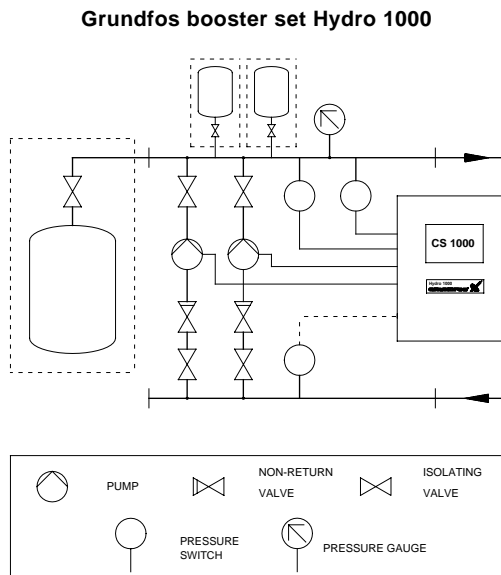 Grundfos booster set Hydro 1000
CS 1000
Hydro 1000
GRUNDFOS
PUMP
NON-RETURN
VALVE
ISOLATING
VALVE
PRESSURE
SWITCH
PRESSURE GAUGE